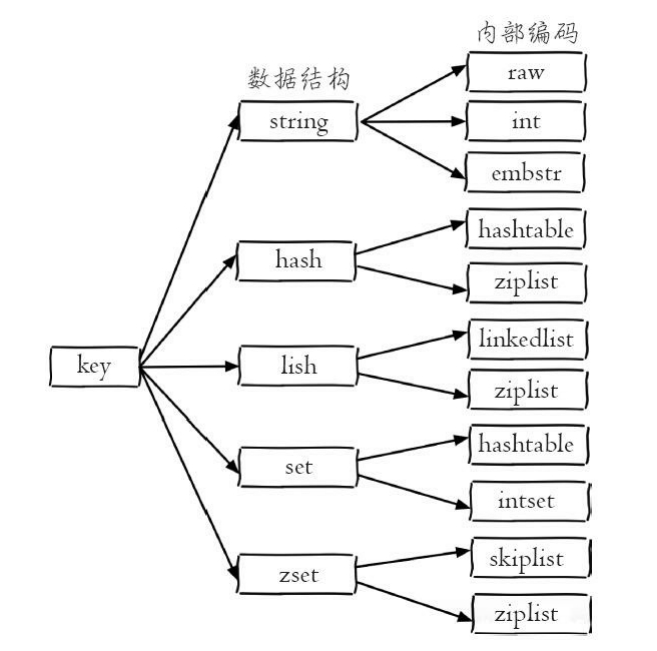 内部编码
数据结构
raw
string
int
embstr
hashtable
hash
ziplist
linkedlist
key
lish
ziplist
hashtable
set
intset
skiplist
zset
ziplist